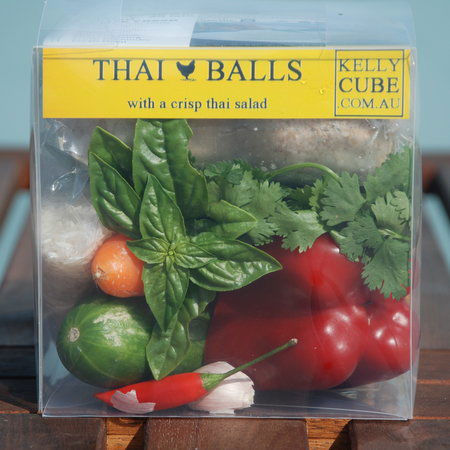 THAI BALLS
with a crisp thai salad
KELLY
CUBE
.COM.AU